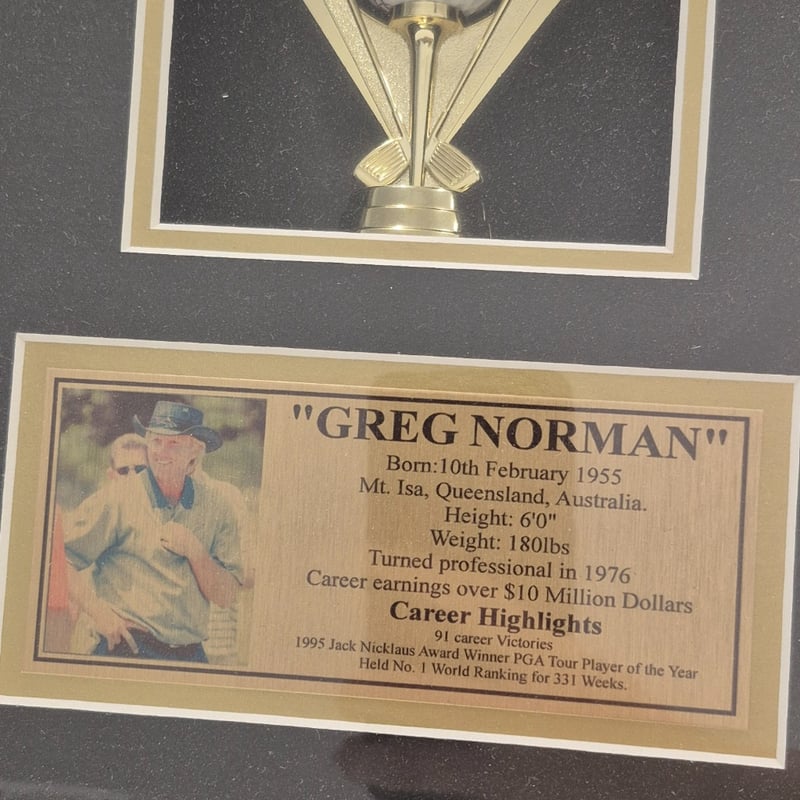 "GREG NORMAN"
Born:10th February 1955
Mt. Isa, Queensland, Australia.
Height: 6'0"
Weight: 180lbs
Turned professional in 1976
Career earnings over $10 Million Dollars
Career Highlights
91 career Victories
1995 Jack Nicklaus Award Winner PGA Tour Player of the Year
Held No. 1 World Ranking for 331 Weeks.